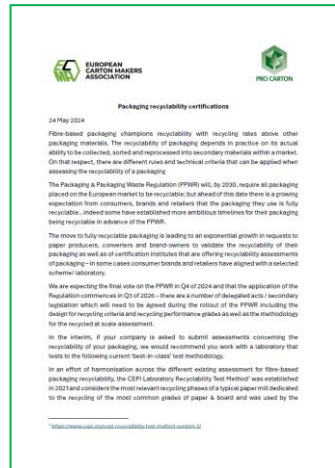 EUROPEAN
CARTON MAKERS
ASSOCIATION
PRO CARTON
Packaging recyclability certifications
24 May 2024
Fibre-based packaging champions recyclability with recycling rates above other
packaging materials. The recyclability of packaging depends in practice on its actual
ability to be collected, sorted and reprocessed into secondary materials within a market.
On that respect, there are different rules and technical criteria that can be applied when
assessing the recyclability of a packaging
The Packaging & Packaging Waste Regulation (PPWR) will, by 2030, require all packaging
placed on the European market to be recyclable; but ahead of this date there is a growing
expectation from consumers, brands and retailers that the packaging they use is fully
recyclable...indeed some have established more ambitious timelines for their packaging
being recyclable in advance of the PPWR.
The move to fully recyclable packaging is leading to an exponential growth in requests to
paper producers, converters and brand-owners to validate the recyclability of their
packaging as well as of certification institutes that are offering recyclability assessments
of packaging – in some cases consumer brands and retailers have aligned with a selected
scheme/ laboratory.
We are expecting the final vote on the PPWR in Q4 of 2024 and that the application of the
Regulation commences in Q3 of 2026 – there are a number of delegated acts / secondary
legislation which will need to be agreed during the rollout of the PPWR including the
design for recycling criteria and recycling performance grades as well as the methodology
for the recycled at scale assessment.
In the interim, if your company is asked to submit assessments concerning the
recyclability of your packaging, we would recommend you work with a laboratory that
tests to the following current 'best-in-class' test methodology.
In an effort of harmonisation across the different existing assessment for fibre-based
packaging recyclability, the CEPI Laboratory Recyclability Test Method¹ was established
in 2021 and considers the most relevant recycling phases of a typical paper mill dedicated
to the recycling of the most common grades of paper & board and was used by the